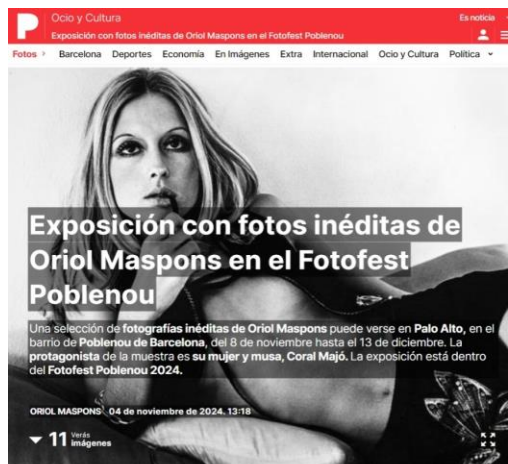 P
Ocio y Cultura
Es noticia
Exposición con fotos inéditas de Oriol Maspons en el Fotofest Poblenou
Fotos > Barcelona Deportes Economía En Imágenes Extra Internacional Ocio y Cultura Política
Exposición con fotos inéditas de
Oriol Maspons en el Fotofest
Poblenou
Una selección de fotografías inéditas de Oriol Maspons puede verse en Palo Alto, en el
barrio de Poblenou de Barcelona, del 8 de noviembre hasta el 13 de diciembre. La
protagonista de la muestra es su mujer y musa, Coral Majó. La exposición está dentro
del Fotofest Poblenou 2024.
ORIOL MASPONS 04 de noviembre de 2024. 13:18
11 Verás
imágenes